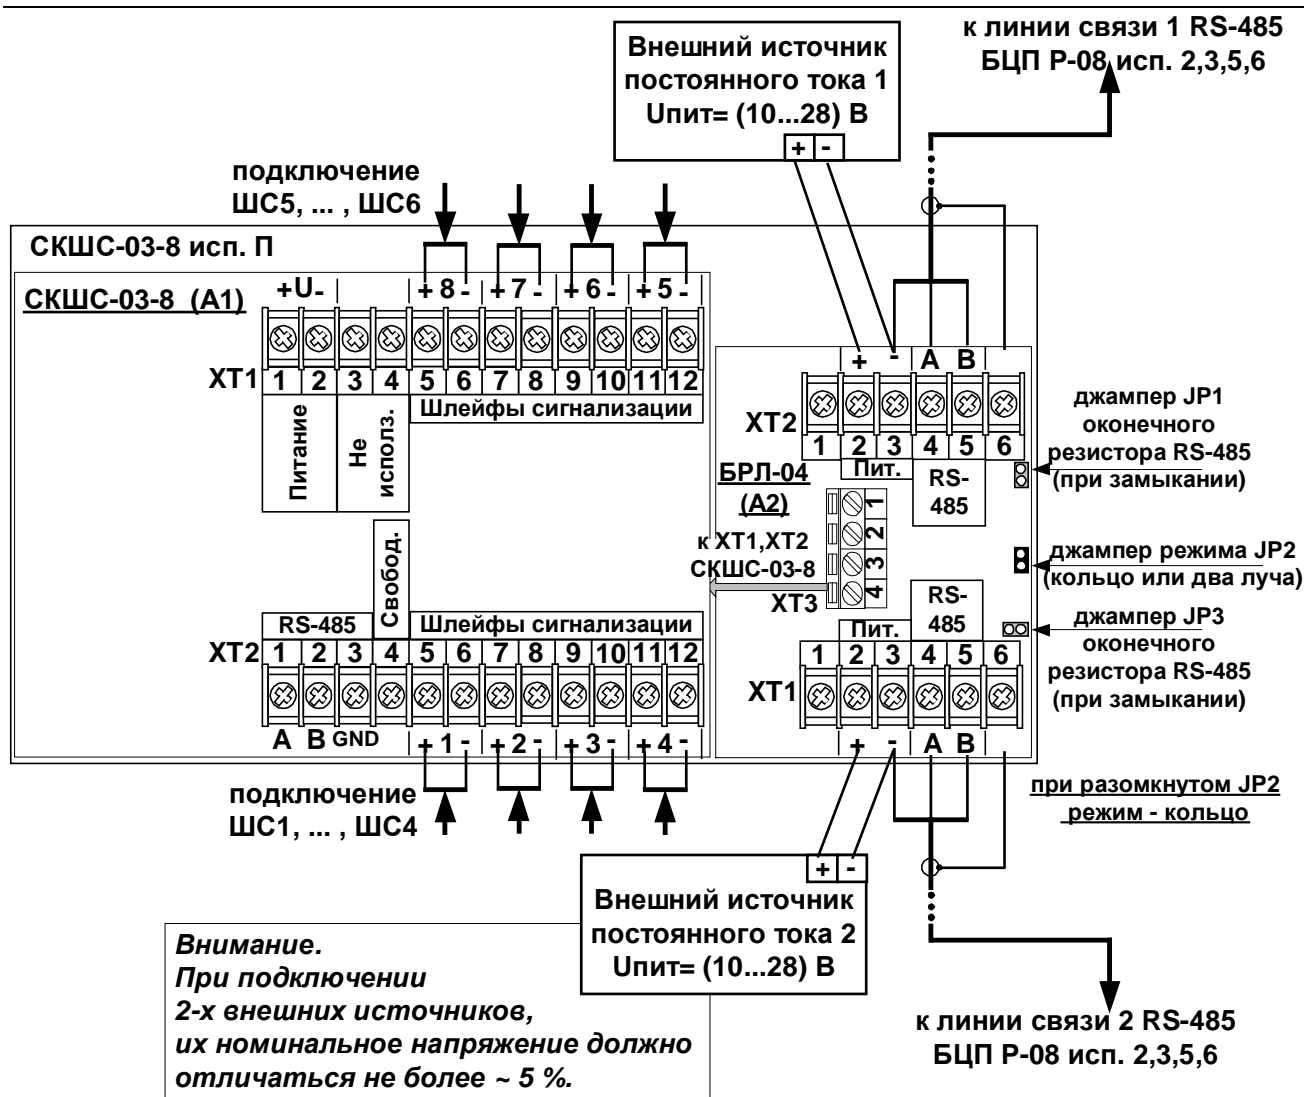 к линии связи 1 RS-485
БЦП Р-08 исп. 2,3,5,6
Внешний источник
постоянного тока 1
Uпит= (10...28) В
+ -
подключение
ШС5, ... , ШС6
СКШС-03-8 исп. П
СКШС-03-8 (А1)
+U-
+ 8 - + 7 - + 6 - + 5 -
ХТ1
1 2 3 4 5 6 7 8 9 10 11 12
Питание
Не
исполз.
Шлейфы сигнализации
+ - A B
ХТ2
1 2 3 4 5 6
Пит.
RS-
485
БРЛ-04
(А2)
1
2
3
4
к ХТ1,ХТ2
СКШС-03-8
ХТ3
джампер JP1
оконечного
резистора RS-485
(при замыкании)
джампер режима JP2
(кольцо или два луча)
джампер JP3
оконечного
резистора RS-485
(при замыкании)
Свобод.
RS-485
Шлейфы сигнализации
ХТ2
1 2 3 4 5 6 7 8 9 10 11 12
A B GND
+ 1 - + 2 - + 3 - + 4 -
RS-
485
Пит.
1 2 3 4 5 6
ХТ1
+ - A B
подключение
ШС1, ... , ШС4
при разомкнутом JP2
режим - кольцо
+ -
Внешний источник
постоянного тока 2
Uпит= (10...28) В
Внимание.
При подключении
2-х внешних источников,
их номинальное напряжение должно
отличаться не более ~ 5 %.
к линии связи 2 RS-485
БЦП Р-08 исп. 2,3,5,6